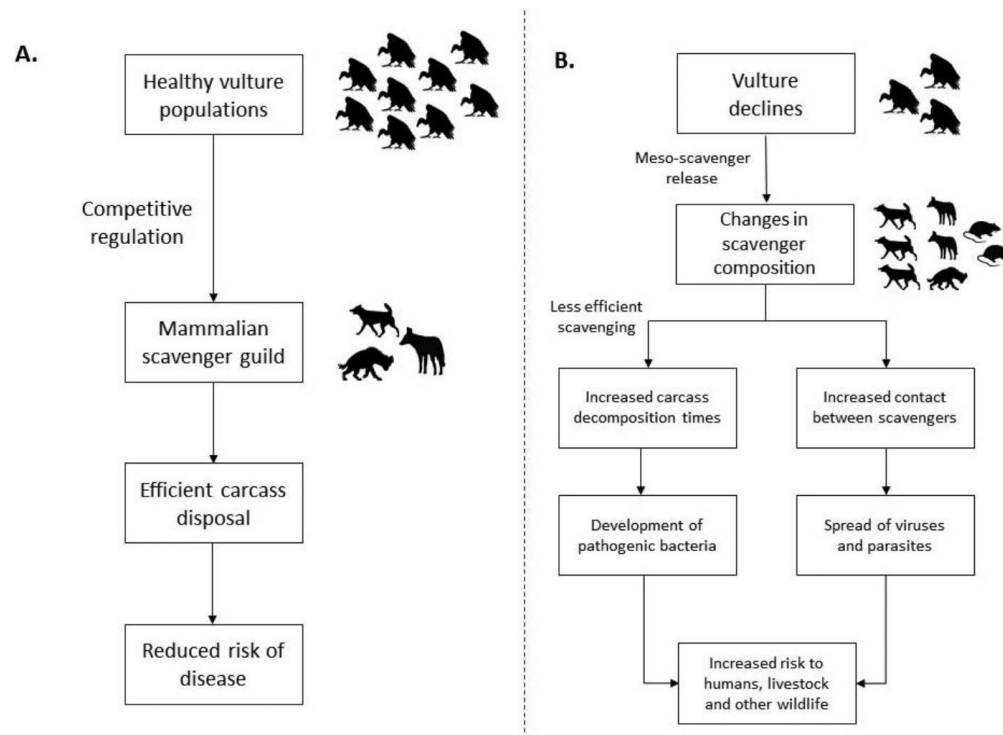 A.
Healthy vulture
populations
Competitive
regulation
Mammalian
scavenger guild
Efficient carcass
disposal
Reduced risk of
disease
B.
Vulture
declines
Meso-scavenger
release
Changes in
scavenger
composition
Less efficient
scavenging
Increased carcass
decomposition times
Increased contact
between scavengers
Development of
pathogenic bacteria
Spread of viruses
and parasites
Increased risk to
humans, livestock
and other wildlife